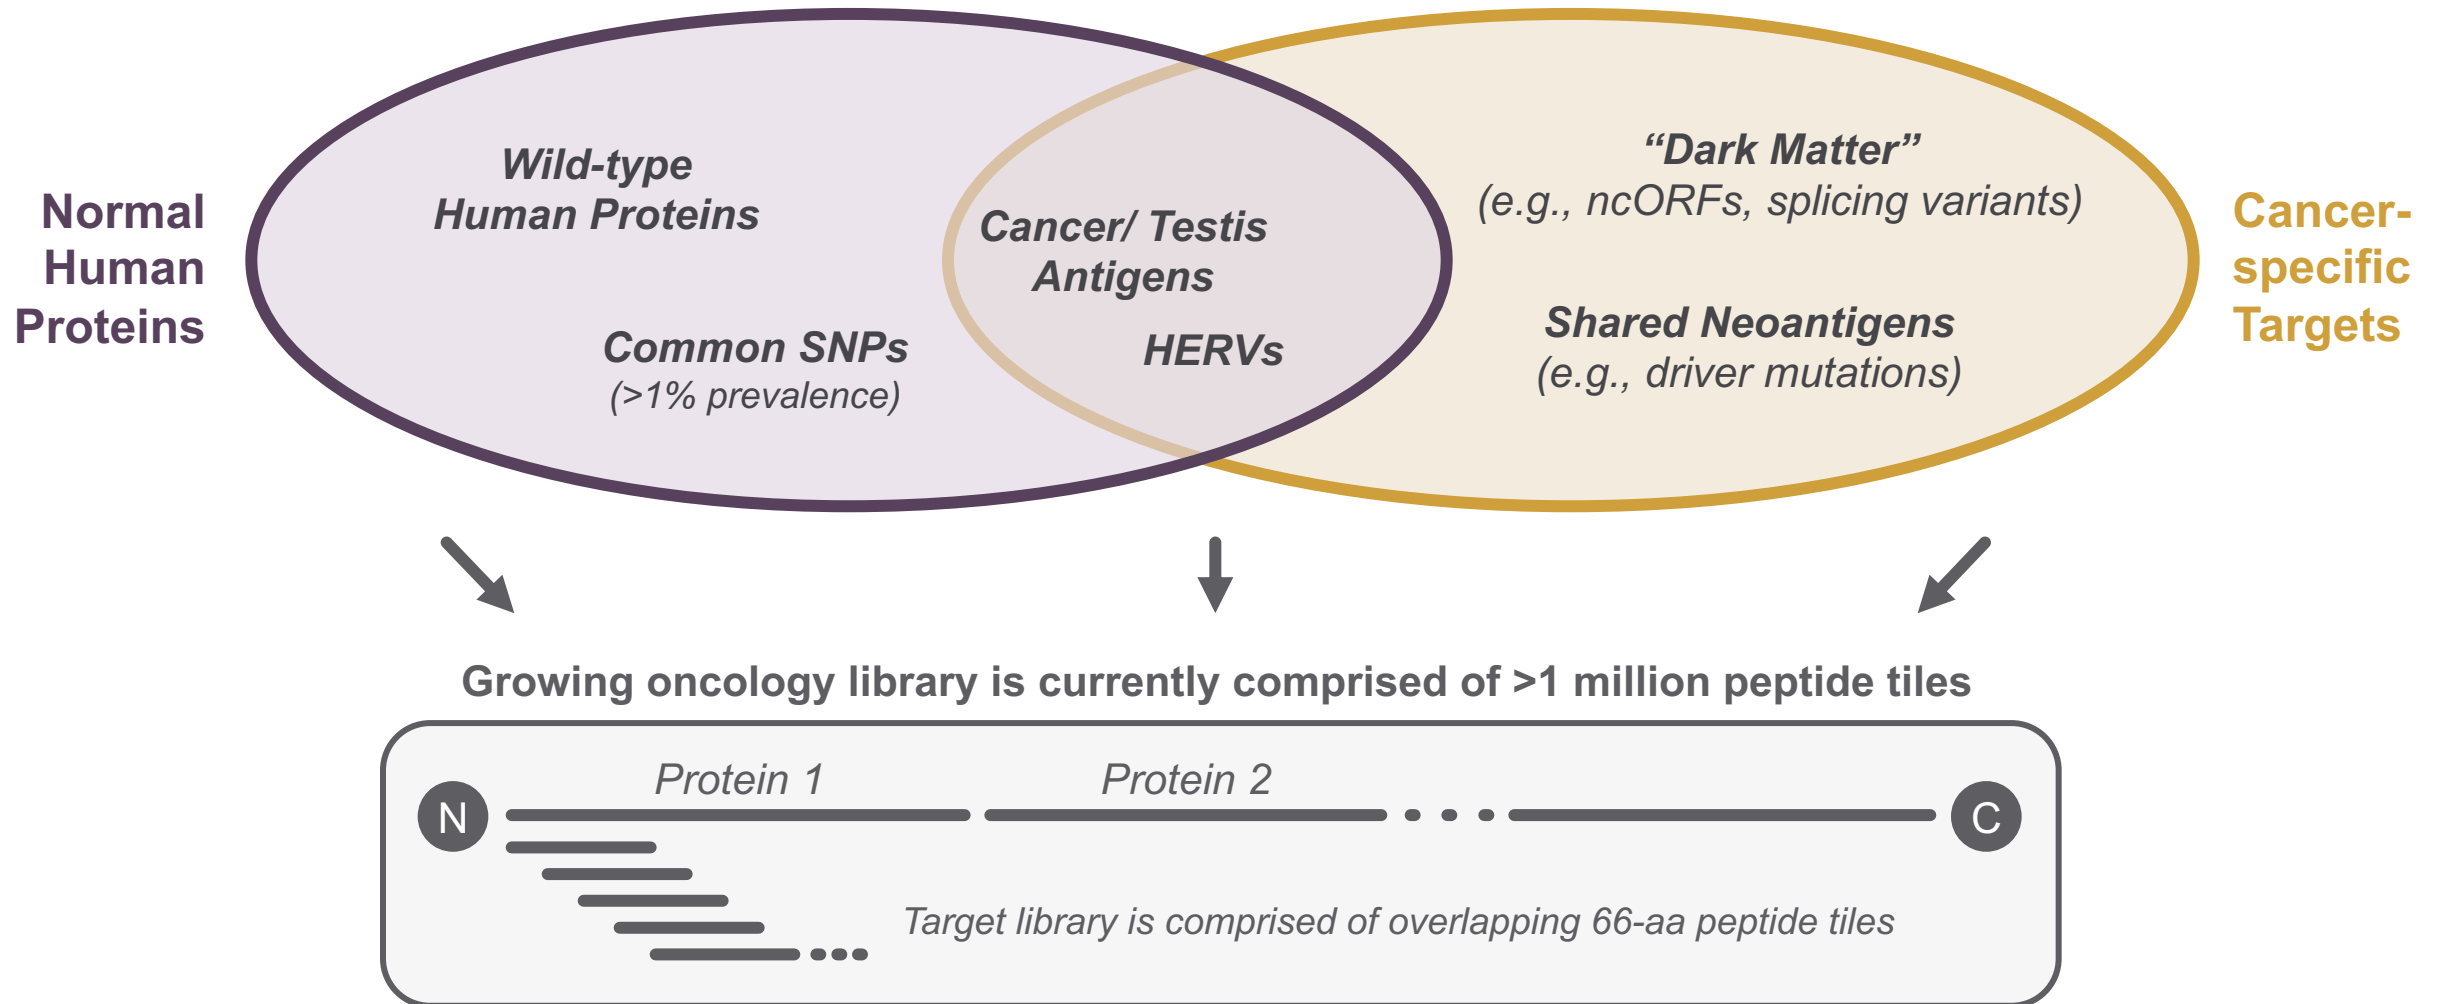 Normal
Human
Proteins
Wild-type
Human Proteins
Common SNPs
(>1% prevalence)
Cancer/ Testis
Antigens
HERVs
“Dark Matter”
(e.g., ncORFs, splicing variants)
Shared Neoantigens
(e.g., driver mutations)
Cancer-
specific
Targets
Growing oncology library is currently comprised of >1 million peptide tiles
Protein 1
Protein 2
N
C
Target library is comprised of overlapping 66-aa peptide tiles